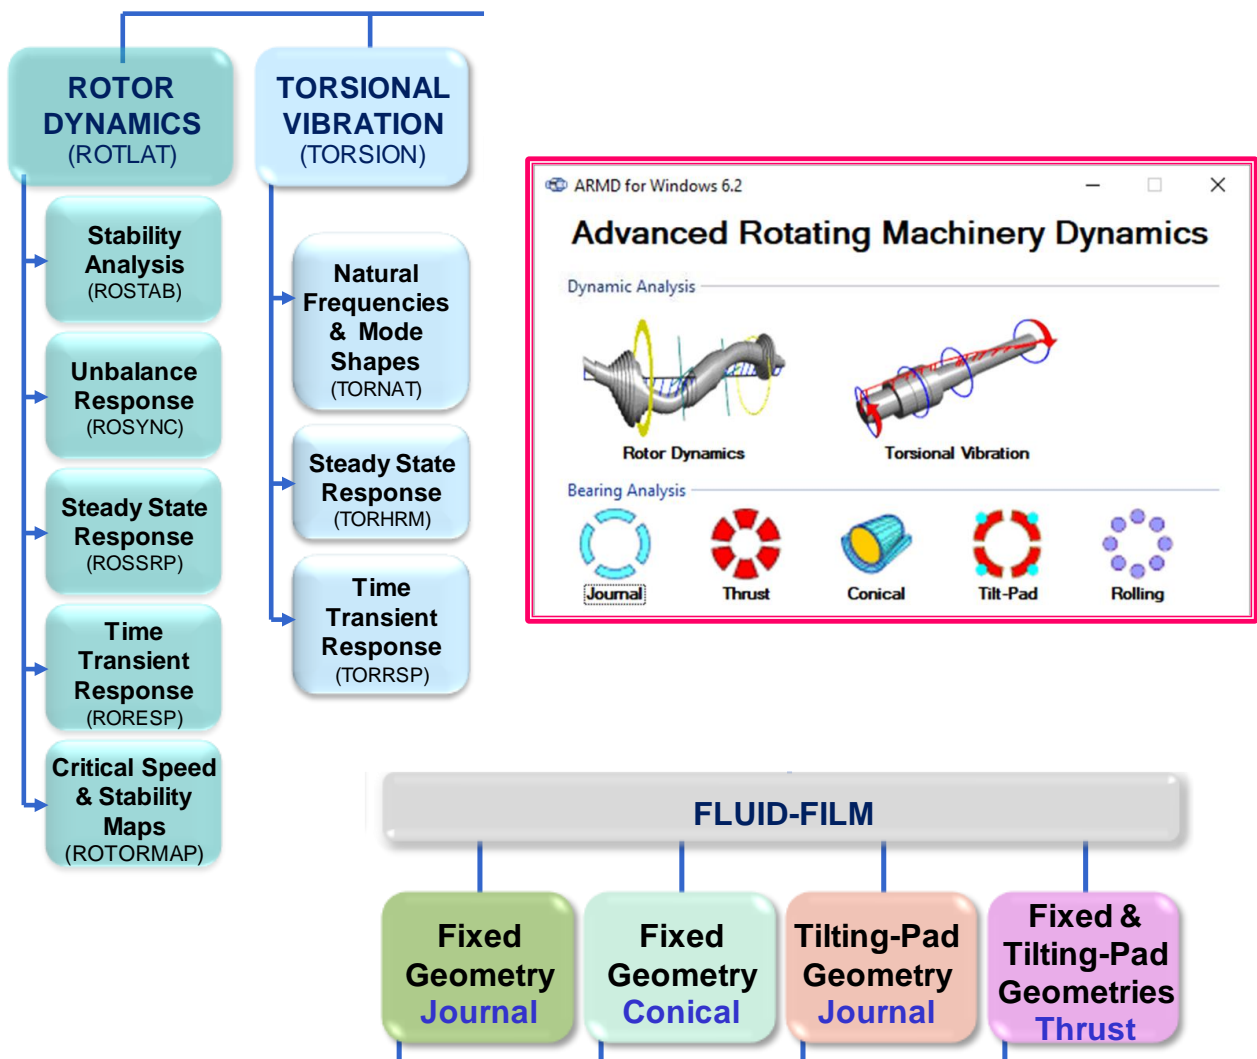 ROTOR
DYNAMICS
(ROTLAT)
Stability
Analysis
(ROSTAB)
Unbalance
Response
(ROSYNC)
Steady State
Response
(ROSSRP)
Time
Transient
Response
(RORESP)
Critical Speed
& Stability
Maps
(ROTORMAP)
TORSIONAL
VIBRATION
(TORSION)
Natural
Frequencies
& Mode
Shapes
(TORNAT)
Steady State
Response
(TORHRM)
Time
Transient
Response
(TORRSP)
ARMD for Windows 6.2
Advanced Rotating Machinery Dynamics
Dynamic Analysis
Rotor Dynamics
Torsional Vibration
Bearing Analysis
Journal
Thrust
Conical
Tilt-Pad
Rolling
FLUID-FILM
Fixed
Geometry
Journal
Fixed
Geometry
Conical
Tilting-Pad
Geometry
Journal
Fixed &
Tilting-Pad
Geometries
Thrust